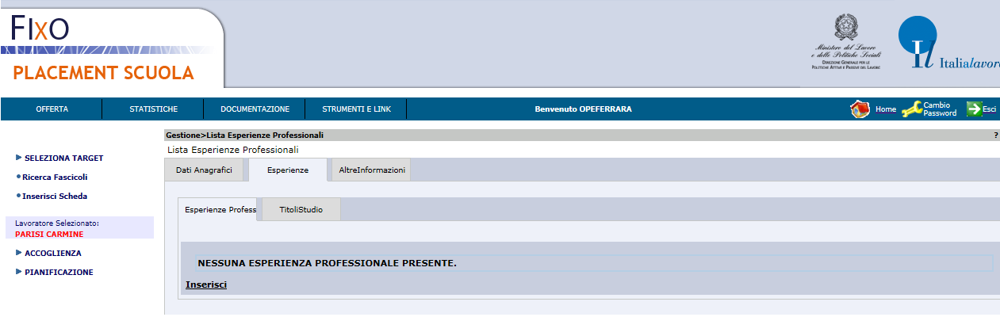 FIxO
PLACEMENT SCUOLA
Ministero del Lavoro
e delle Politiche Sociali
DIREZIONE GENERALE PER LE
POLITICHE ATTIVE E PASSIVE DEL LAVORO
Il Italialavoro
OFFERTA STATISTICHE DOCUMENTAZIONE STRUMENTI E LINK Benvenuto OPEFERRARA Home Cambio Password Esci
Gestione>Lista Esperienze Professionali ?
Lista Esperienze Professionali
SELEZIONA TARGET
Ricerca Fascicoli
Inserisci Scheda
Lavoratore Selezionato:
PARISI CARMINE
ACCOGLIENZA
PIANIFICAZIONE
Dati Anagrafici Esperienze AltreInformazioni
Esperienze Profess TitoliStudio
NESSUNA ESPERIENZA PROFESSIONALE PRESENTE.
Inserisci